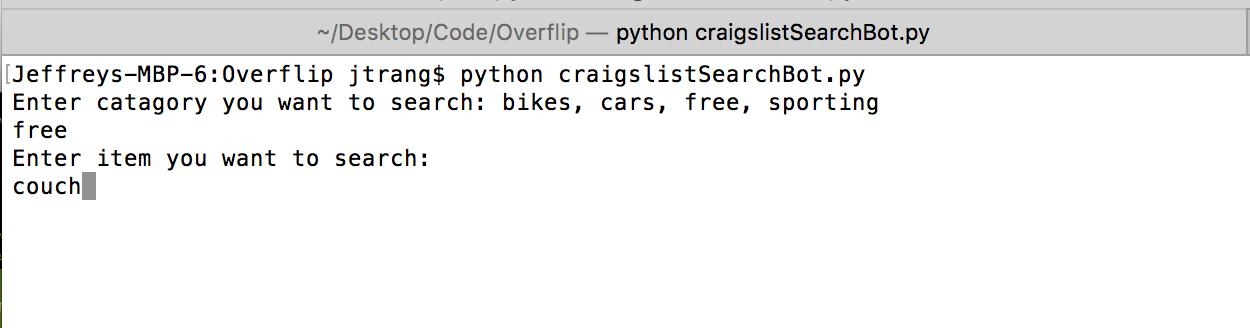 ~/Desktop/Code/Overflip — python craigslistSearchBot.py
[Jeffreys-MBP-6:Overflip jtrang$ python craigslistSearchBot.py
Enter catagory you want to search: bikes, cars, free, sporting
free
Enter item you want to search:
couch